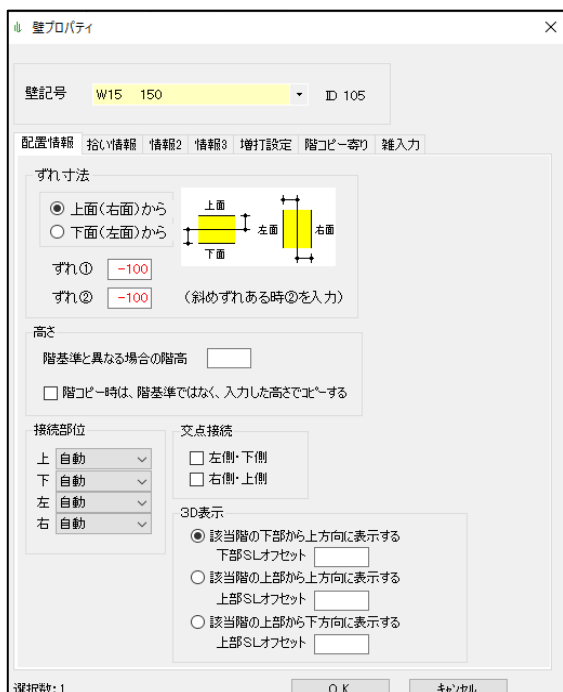 壁プロパティ
壁記号 W15 150 ID 105
配置情報 拾い情報 情報2 情報3 増打設定 階コピー寄り 雑入力
ずれ寸法
上面(右面)から
下面(左面)から
上面
下面
左面 右面
ずれ① -100
ずれ② -100 (斜めずれある時②を入力)
高さ
階基準と異なる場合の階高
階コピー時は、階基準ではなく、入力した高さでコピーする
接続部位
上 自動
下 自動
左 自動
右 自動
交点接続
左側・下側
右側・上側
3D表示
該当階の下部から上方向に表示する
下部SLオフセット
該当階の上部から上方向に表示する
上部SLオフセット
該当階の上部から下方向に表示する
上部SLオフセット
選択数：1 OK キャンセル